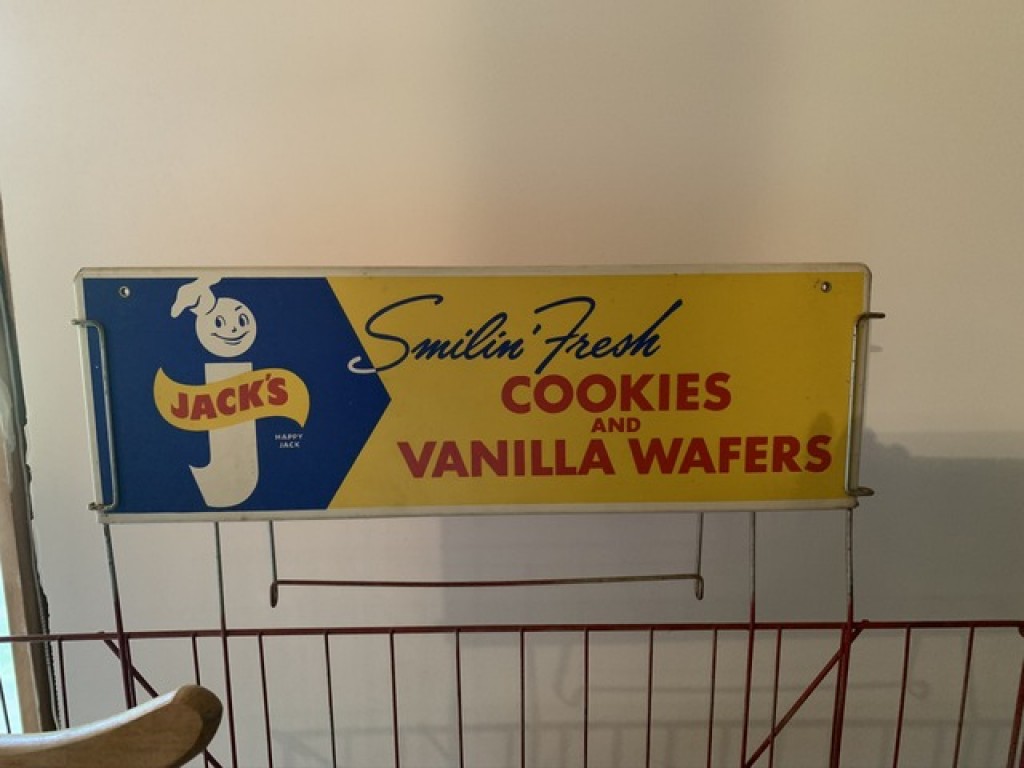 JACK'S
HAPPY
JACK
Smilin' Fresh
COOKIES
AND
VANILLA WAFERS